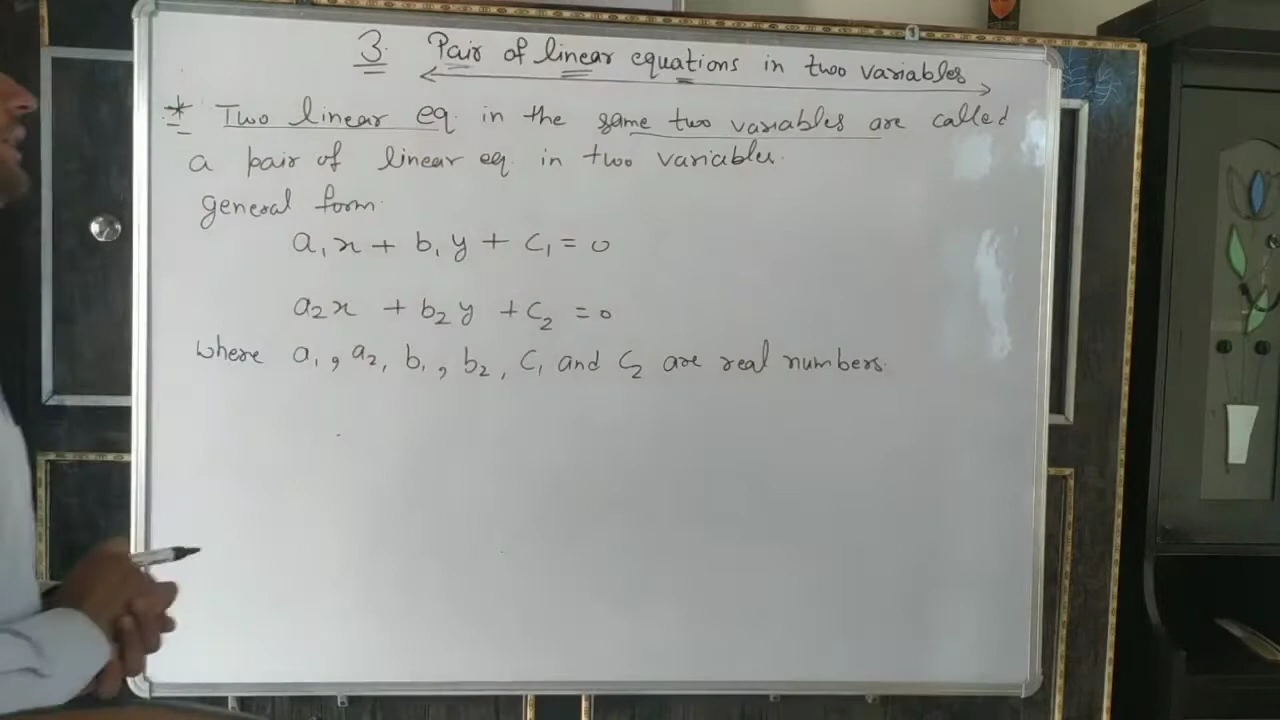 3. Pair of linear equations in two variables
* Two linear eq. in the same two variables are called
a pair of linear eq. in two variables.
general form.
a₁x + b₁y + c₁ = 0
a₂x + b₂y + c₂ = 0
where a₁, a₂, b₁, b₂, c₁ and c₂ are real numbers.